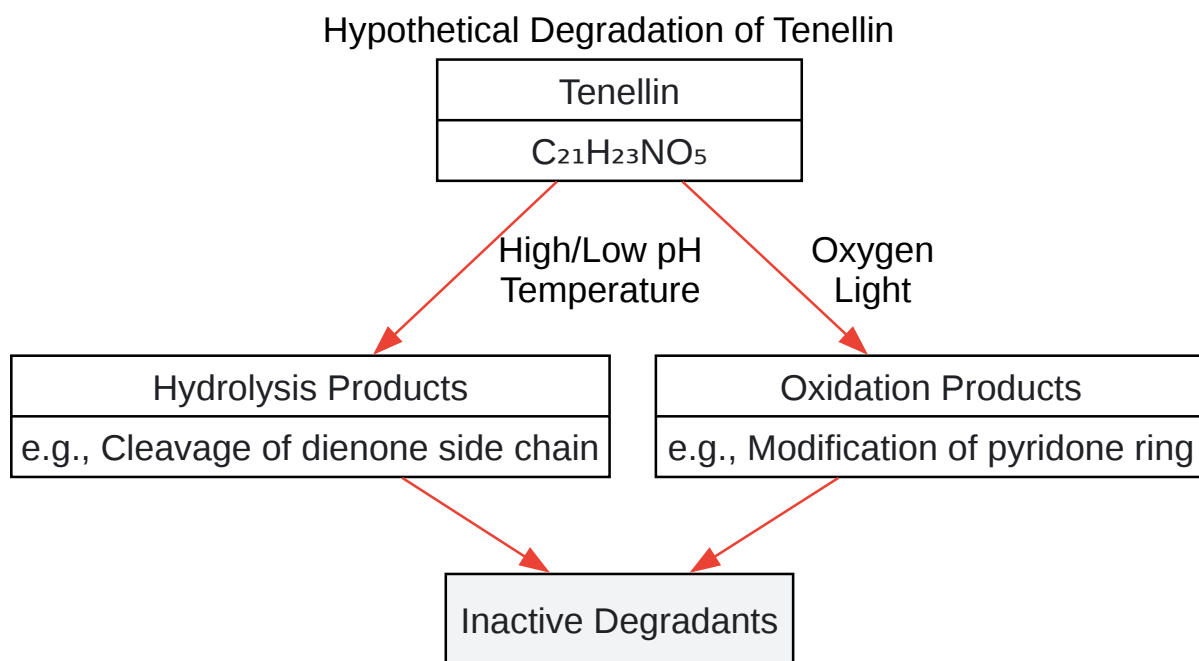 Hypothetical Degradation of Tenellin
Tenellin
C₂₁H₂₃NO₅
High/Low pH
Temperature
Oxygen
Light
Hydrolysis Products
e.g., Cleavage of dienone side chain
Oxidation Products
e.g., Modification of pyridone ring
Inactive Degradants